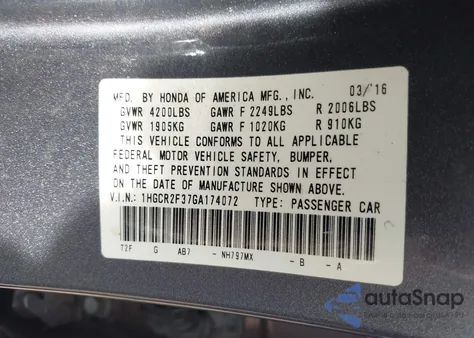 MFD. BY HONDA OF AMERICA MFG., INC. 03/'16
GVWR 4200LBS GAWR F 2249LBS R 2006LBS
GVWR 1905KG GAWR F 1020KG R 910KG
THIS VEHICLE CONFORMS TO ALL APPLICABLE
FEDERAL MOTOR VEHICLE SAFETY, BUMPER,
AND THEFT PREVENTION STANDARDS IN EFFECT ON
THE DATE OF MANUFACTURE SHOWN ABOVE.
V.I.N.: 1HGCR2F37GA174072 TYPE: PASSENGER CAR
T2F G AB7 - NH797MX - B - A
autoSnap